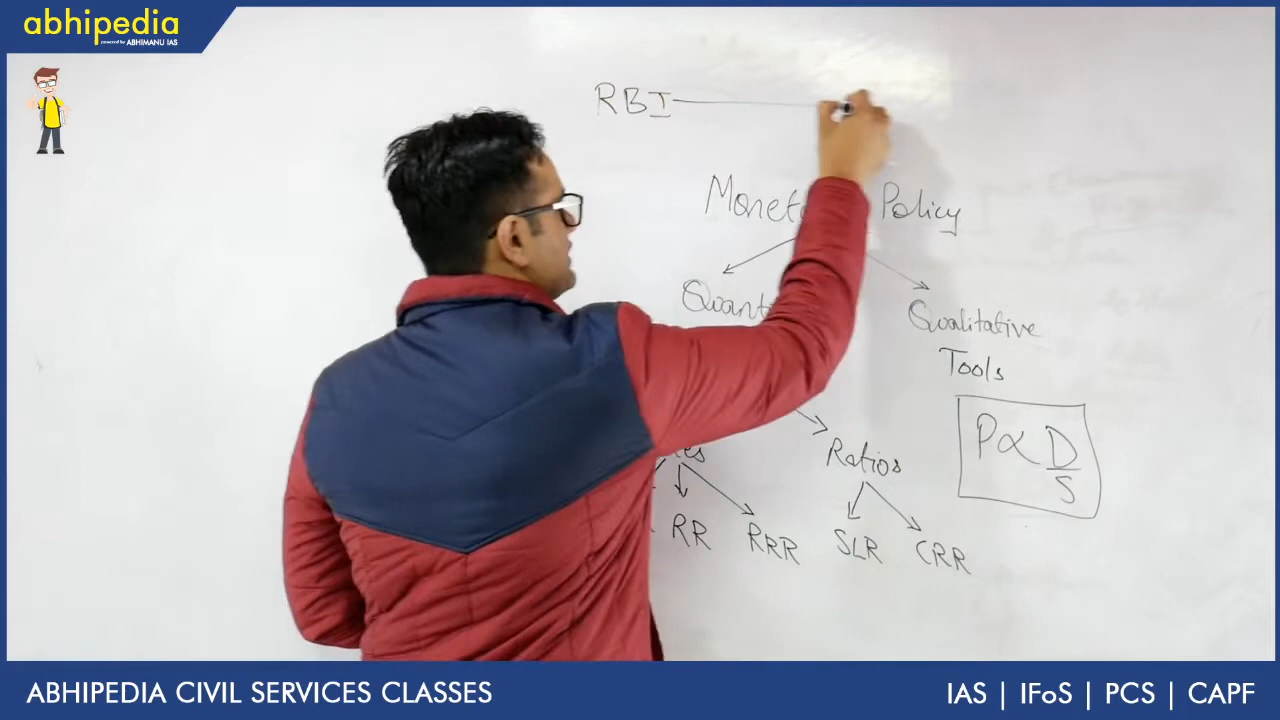 abhipedia
powered by ABHIMANU IAS
RBI
Policy
Qualitative
Tools
P∝ D/S
Ratios
RR RRR SLR CRR
ABHIPEDIA CIVIL SERVICES CLASSES
IAS | IFoS | PCS | CAPF